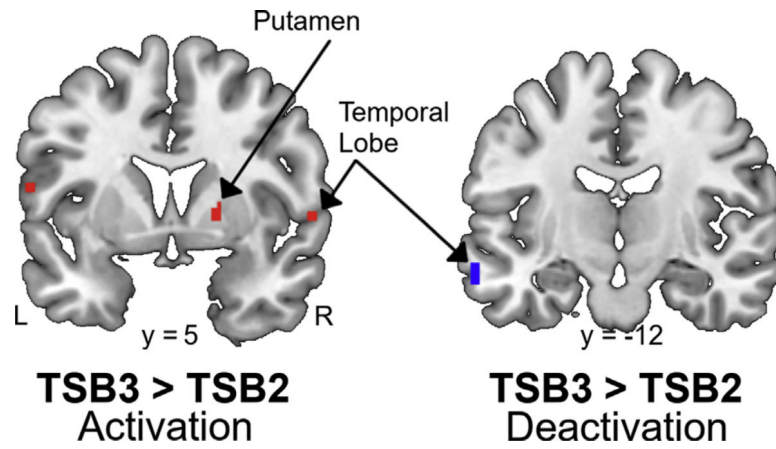 Putamen
Temporal
Lobe
L
R
y = 5
y = -12
TSB3 > TSB2
Activation
TSB3 > TSB2
Deactivation